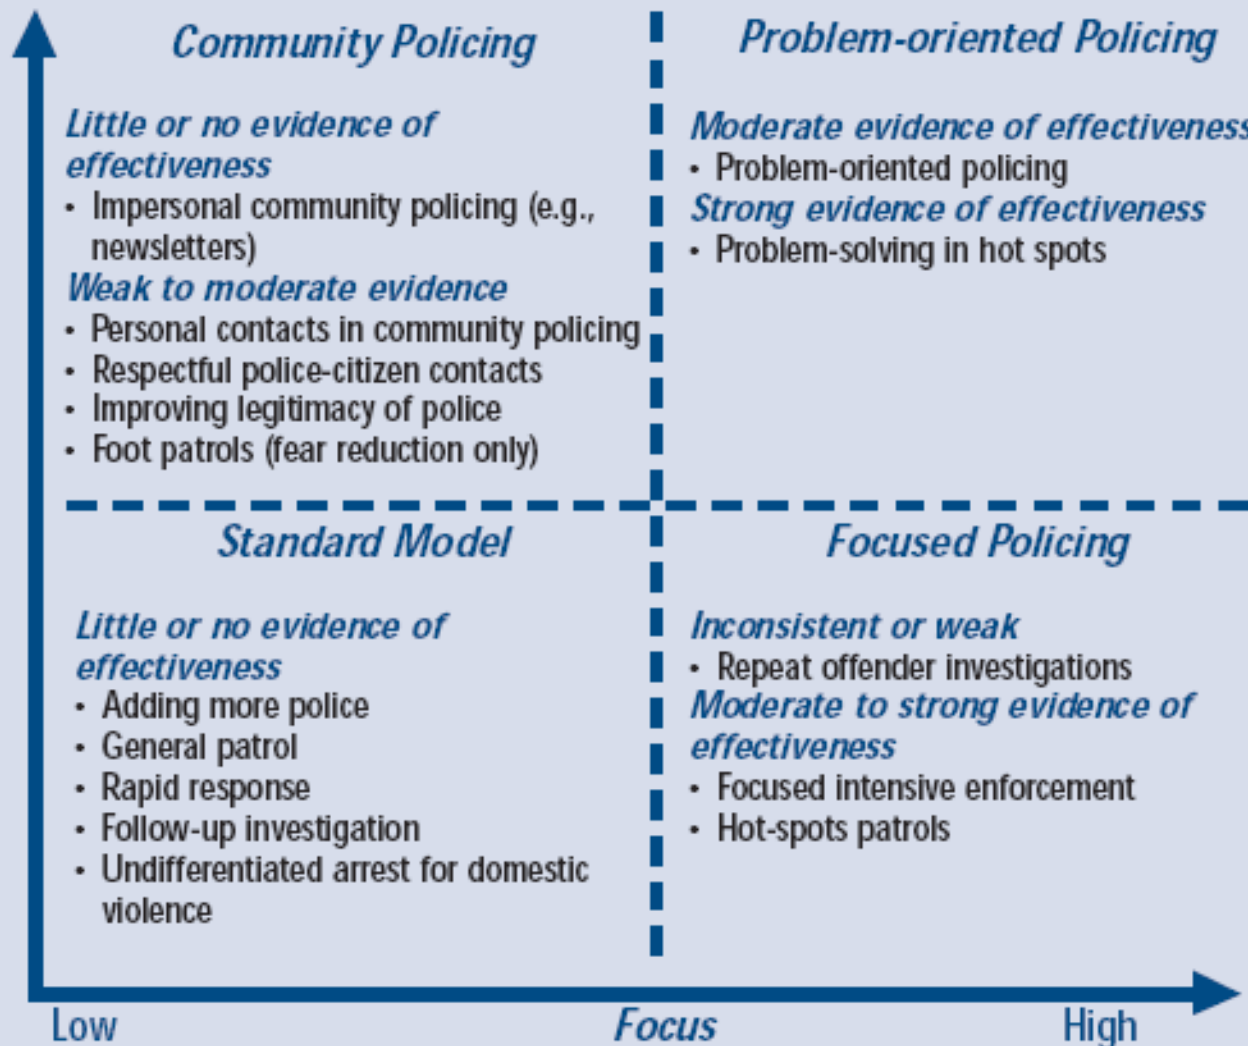 Community Policing
Little or no evidence of
effectiveness
• Impersonal community policing (e.g.,
newsletters)
Weak to moderate evidence
• Personal contacts in community policing
• Respectful police-citizen contacts
• Improving legitimacy of police
• Foot patrols (fear reduction only)
Problem-oriented Policing
Moderate evidence of effectiveness
• Problem-oriented policing
Strong evidence of effectiveness
• Problem-solving in hot spots
Standard Model
Little or no evidence of
effectiveness
• Adding more police
• General patrol
• Rapid response
• Follow-up investigation
• Undifferentiated arrest for domestic
violence
Focused Policing
Inconsistent or weak
• Repeat offender investigations
Moderate to strong evidence of
effectiveness
• Focused intensive enforcement
• Hot-spots patrols
Low Focus High